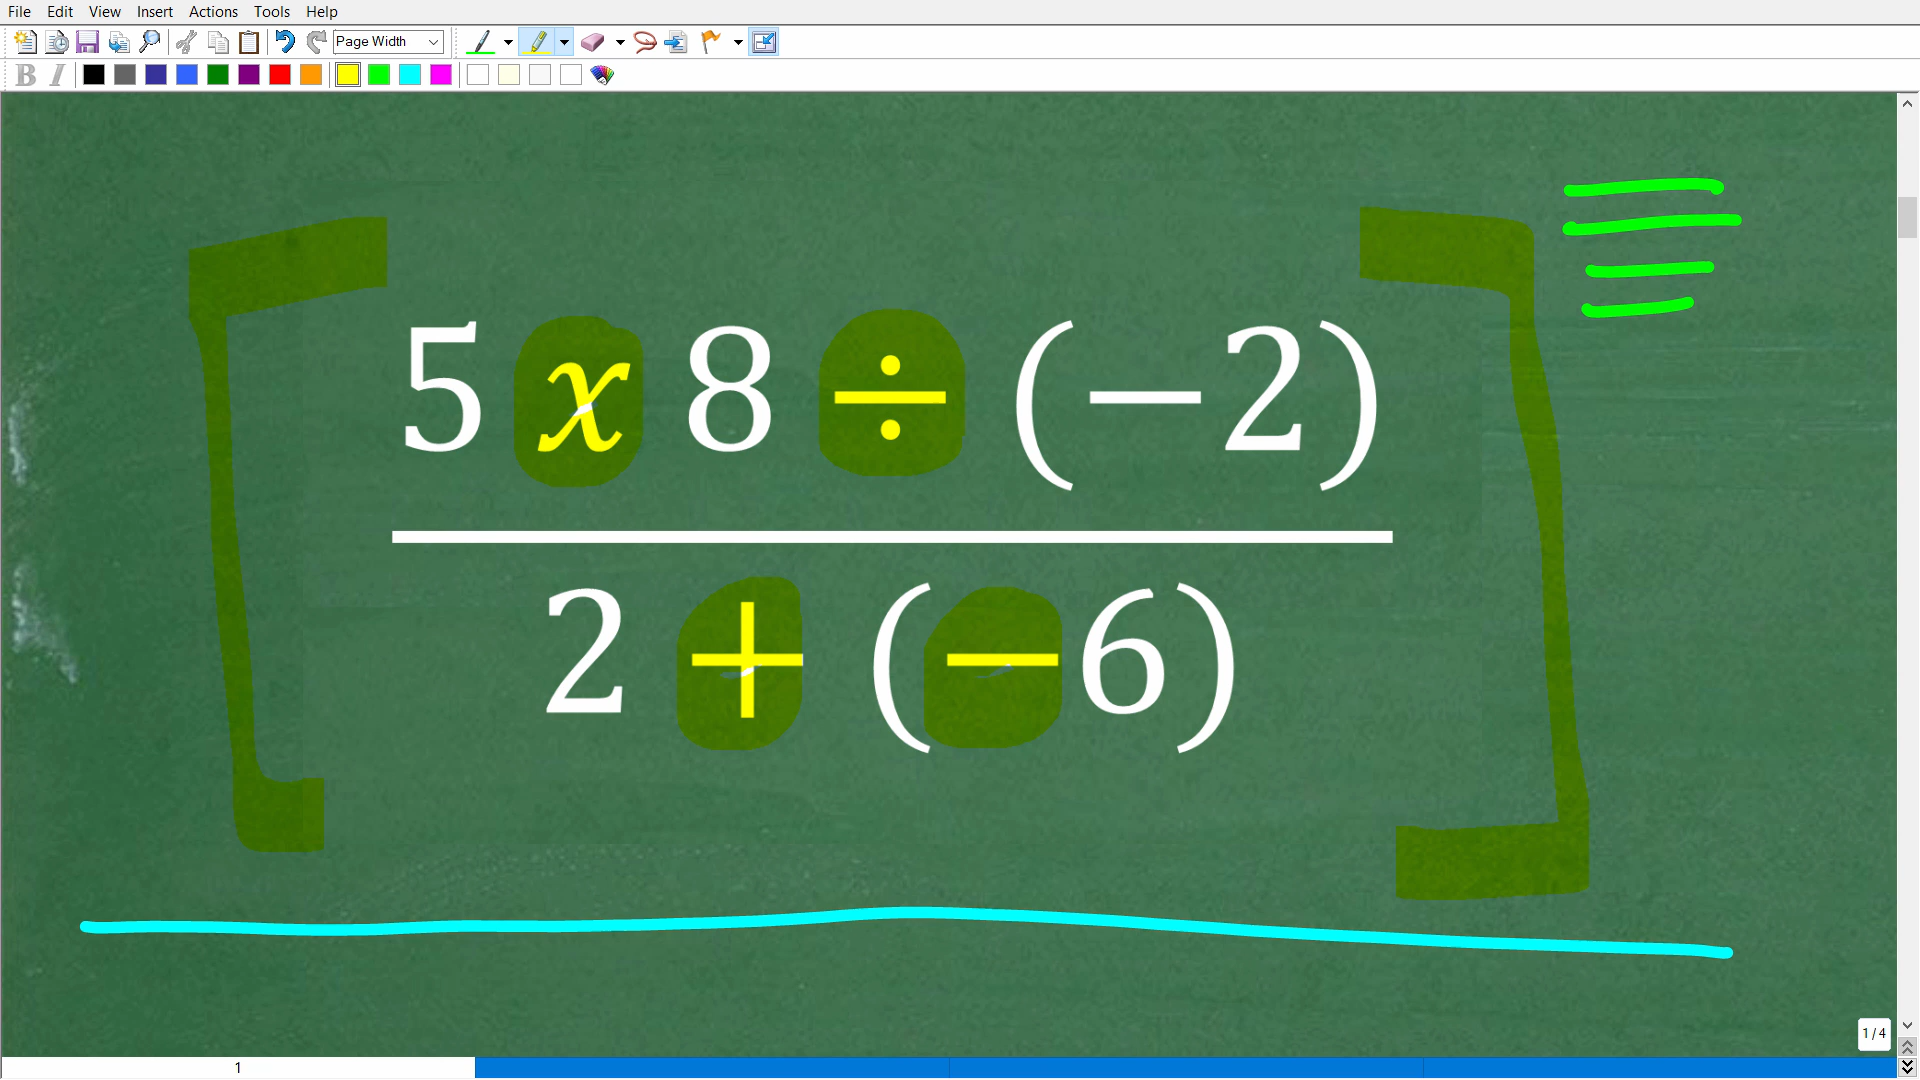 File Edit View Insert Actions Tools Help
Page Width
B I
5 x 8 ÷ (−2)
2 + (−6)
1 / 4
1